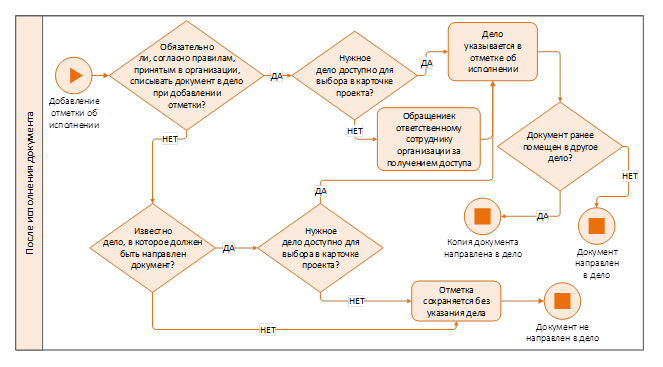 После исполнения документа
Добавление
отметки об
исполнении
Обязательно
ли, согласно правилам,
принятым в организации,
списывать документ в дело
при добавлении
отметки?
ДА
НЕТ
Нужное
дело доступно для
выбора в карточке
проекта?
ДА
НЕТ
Дело
указывается в
отметке об
исполнении
Обращениек
ответственному
сотруднику
организации за
получением доступа
Документ ранее
помещен в другое
дело?
НЕТ
ДА
Копия документа
направлена в дело
Документ
направлен
в дело
Известно
дело, в которое должен
быть направлен
документ?
ДА
НЕТ
Нужное
дело доступно для
выбора в карточке
проекта?
ДА
НЕТ
Отметка
сохраняется без
указания дела
Документ не
направлен в дело